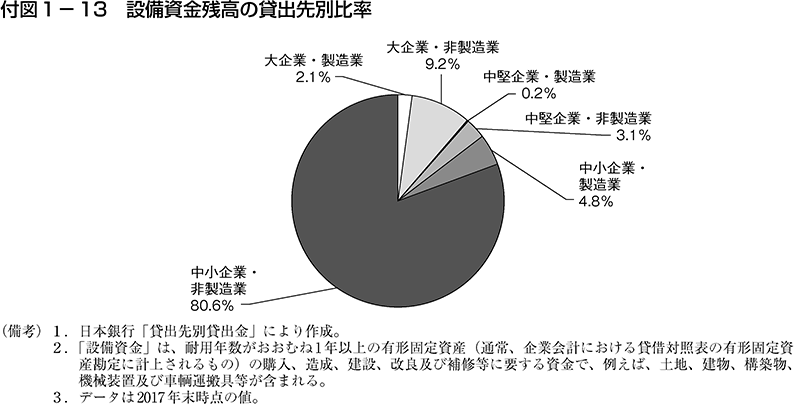 付図1－13　設備資金残高の貸出先別比率
大企業・製造業
2.1%
大企業・非製造業
9.2%
中堅企業・製造業
0.2%
中堅企業・非製造業
3.1%
中小企業・
製造業
4.8%
中小企業・
非製造業
80.6%
（備考）1．日本銀行「貸出先別貸出金」により作成。
2．「設備資金」は、耐用年数がおおむね1年以上の有形固定資産（通常、企業会計における貸借対照表の有形固定資
産勘定に計上されるもの）の購入、造成、建設、改良及び補修等に要する資金で、例えば、土地、建物、構築物、
機械装置及び車輌運搬具等が含まれる。
3．データは2017年末時点の値。